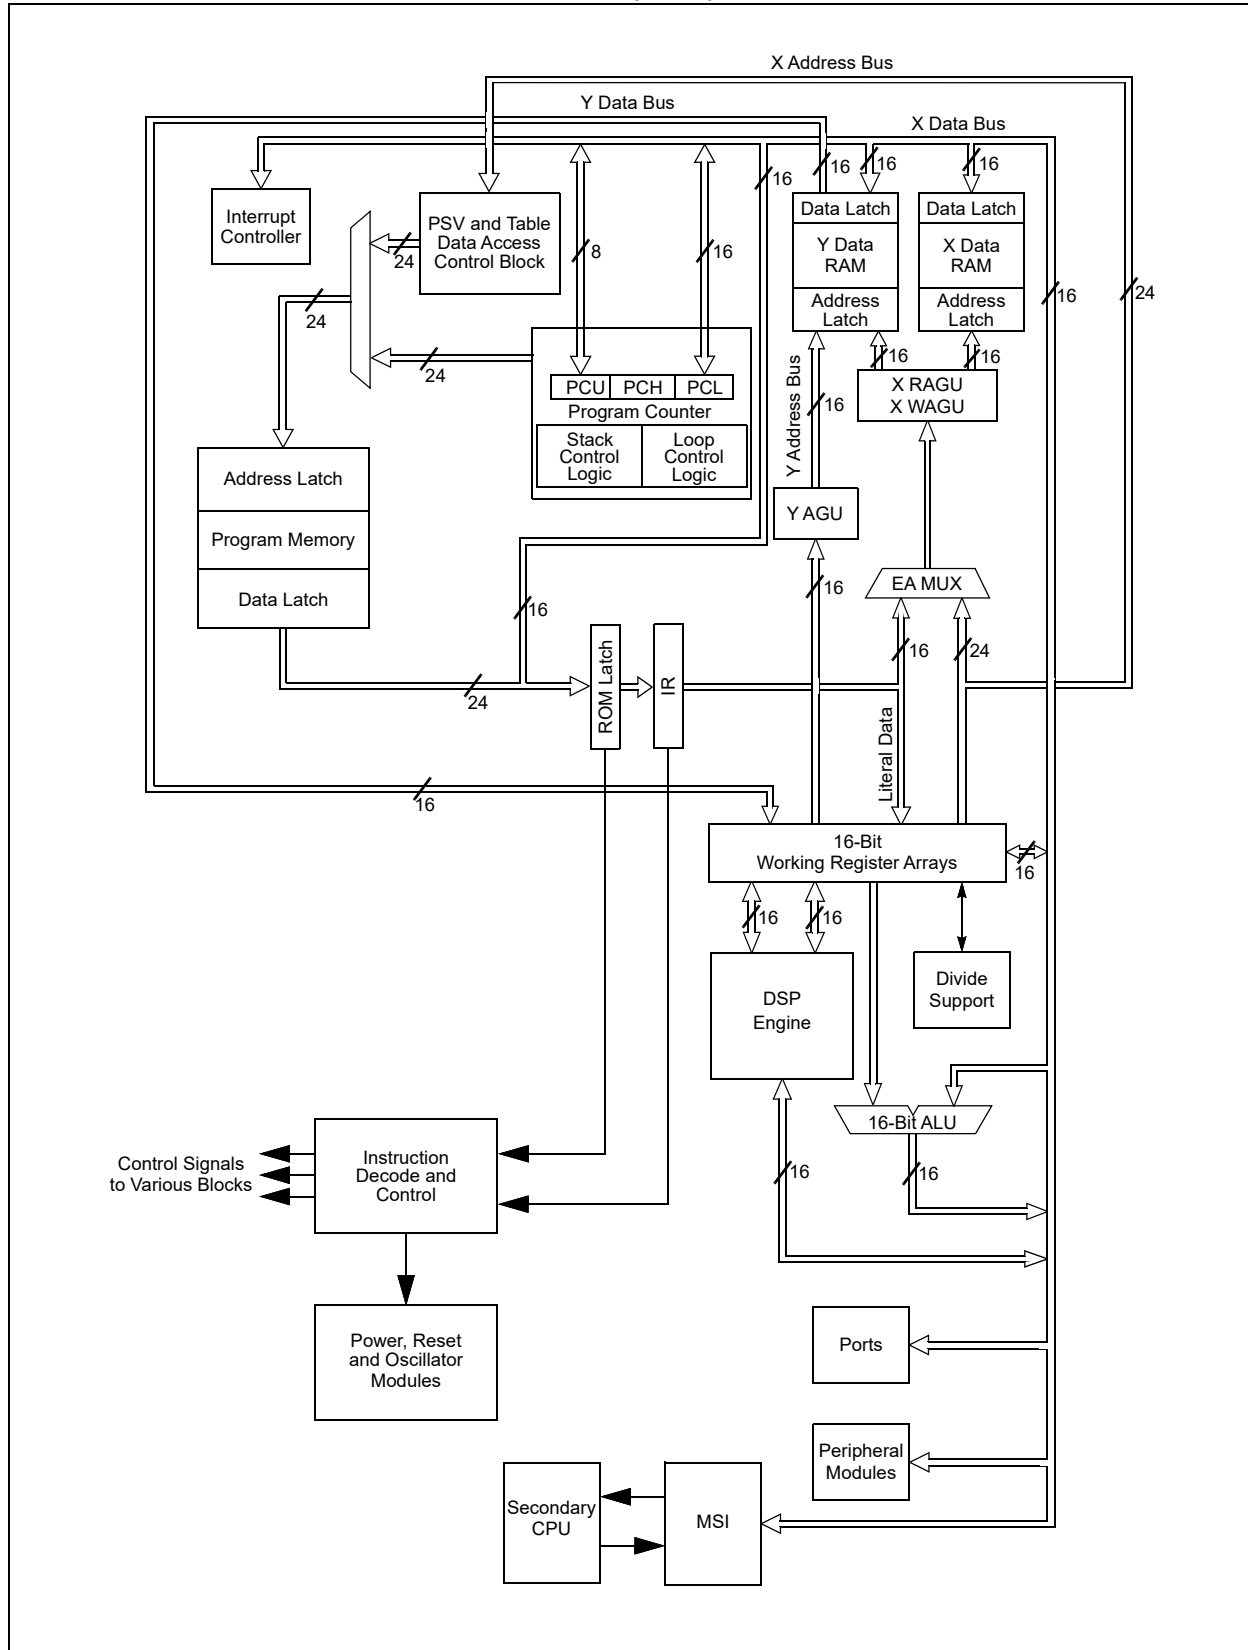 X Address Bus
Y Data Bus
X Data Bus
16
16
16
16
Interrupt
Controller
PSV and Table
Data Access
Control Block
24
8
16
Data Latch
Y Data
RAM
Address
Latch
Data Latch
X Data
RAM
Address
Latch
16
24
24
24
16
16
PCU
PCH
PCL
Program Counter
Stack
Control
Logic
Loop
Control
Logic
Y Address Bus
16
X RAGU
X WAGU
Address Latch
Program Memory
Data Latch
Y AGU
EA MUX
16
16
16
24
24
ROM Latch
IR
Literal Data
16
16-Bit
Working Register Arrays
16
16
16
DSP
Engine
Divide
Support
16-Bit ALU
16
16
Control Signals
to Various Blocks
Instruction
Decode and
Control
Power, Reset
and Oscillator
Modules
Ports
Peripheral
Modules
Secondary
CPU
MSI